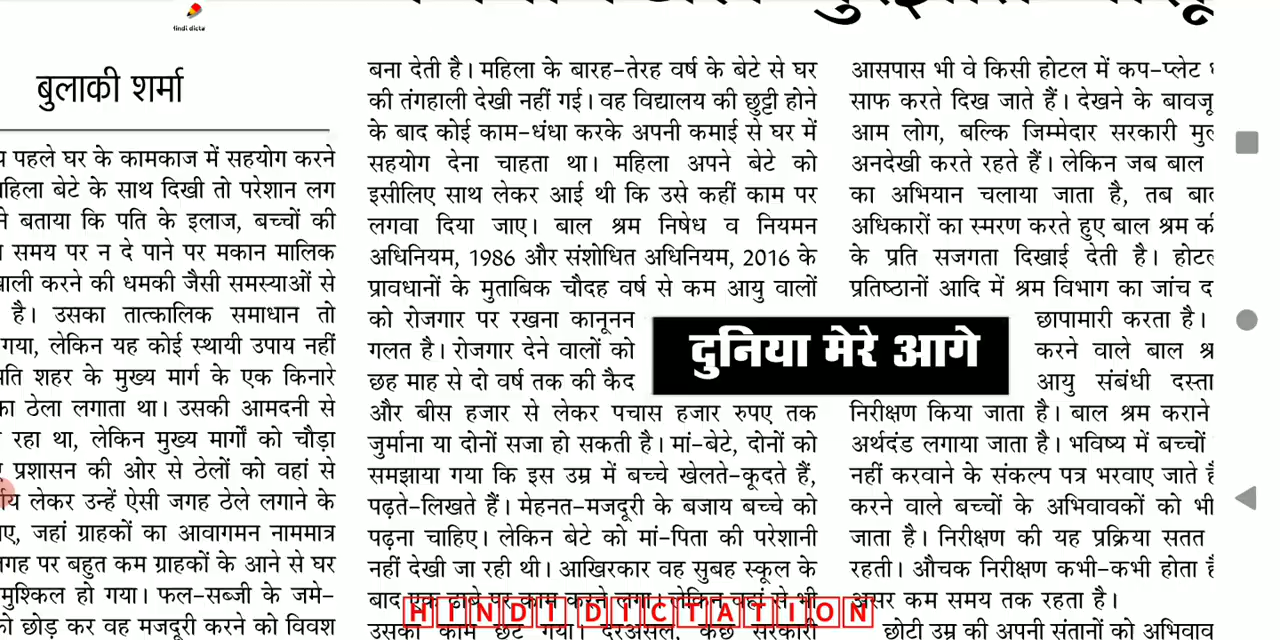 बुलाकी शर्मा
पहले घर के कामकाज में सहयोग करने
बेटे के साथ दिखी तो परेशान लग
बताया कि पति के इलाज, बच्चों की
समय पर न दे पाने पर मकान मालिक
करने की धमकी जैसी समस्याओं से
है। उसका तात्कालिक समाधान तो
गया, लेकिन यह कोई स्थायी उपाय नहीं
शहर के मुख्य मार्ग के एक किनारे
ठेला लगाता था। उसकी आमदनी से
रहा था, लेकिन मुख्य मार्गों को चौड़ा
प्रशासन की ओर से ठेलों को वहां से
लेकर उन्हें ऐसी जगह ठेले लगाने के
जहां ग्राहकों का आवागमन नाममात्र
पर बहुत कम ग्राहकों के आने से घर
मुश्किल हो गया। फल-सब्जी के जमे-
छोड़ कर वह मजदूरी करने को विवश
बना देती है। महिला के बारह-तेरह वर्ष के बेटे से घर
की तंगहाली देखी नहीं गई। वह विद्यालय की छुट्टी होने
के बाद कोई काम-धंधा करके अपनी कमाई से घर में
सहयोग देना चाहता था। महिला अपने बेटे को
इसीलिए साथ लेकर आई थी कि उसे कहीं काम पर
लगवा दिया जाए। बाल श्रम निषेध व नियमन
अधिनियम, 1986 और संशोधित अधिनियम, 2016 के
प्रावधानों के मुताबिक चौदह वर्ष से कम आयु वालों
को रोजगार पर रखना कानूनन
गलत है। रोजगार देने वालों को
छह माह से दो वर्ष तक की कैद
और बीस हजार से लेकर पचास हजार रुपए तक
जुर्माना या दोनों सजा हो सकती है। मां-बेटे, दोनों को
समझाया गया कि इस उम्र में बच्चे खेलते-कूदते हैं,
पढ़ते-लिखते हैं। मेहनत-मजदूरी के बजाय बच्चे को
पढ़ना चाहिए। लेकिन बेटे को मां-पिता की परेशानी
नहीं देखी जा रही थी। आखिरकार वह सुबह स्कूल के
बाद एक ढाबे पर काम करने लगा। लेकिन वहां से भी
उसका काम छूट गया। दरअसल, कुछ सरकारी
दुनिया मेरे आगे
आसपास भी वे किसी होटल में कप-प्लेट
साफ करते दिख जाते हैं। देखने के
आम लोग, बल्कि जिम्मेदार सरकारी
अनदेखी करते रहते हैं। लेकिन जब बाल
का अभियान चलाया जाता है, तब
अधिकारों का स्मरण करते हुए बाल श्रम
के प्रति सजगता दिखाई देती है।
प्रतिष्ठानों आदि में श्रम विभाग का जांच
छापामारी करता है।
करने वाले बाल
आयु संबंधी
निरीक्षण किया जाता है। बाल श्रम कराने
अर्थदंड लगाया जाता है। भविष्य में बच्चों
नहीं करवाने के संकल्प पत्र भरवाए जाते
करने वाले बच्चों के अभिवावकों को भी
जाता है। निरीक्षण की यह प्रक्रिया सतत
रहती। औचक निरीक्षण कभी-कभी होता
असर कम समय तक रहता है।
छोटी उम्र की अपनी संतानों को
HINDI DICTATION